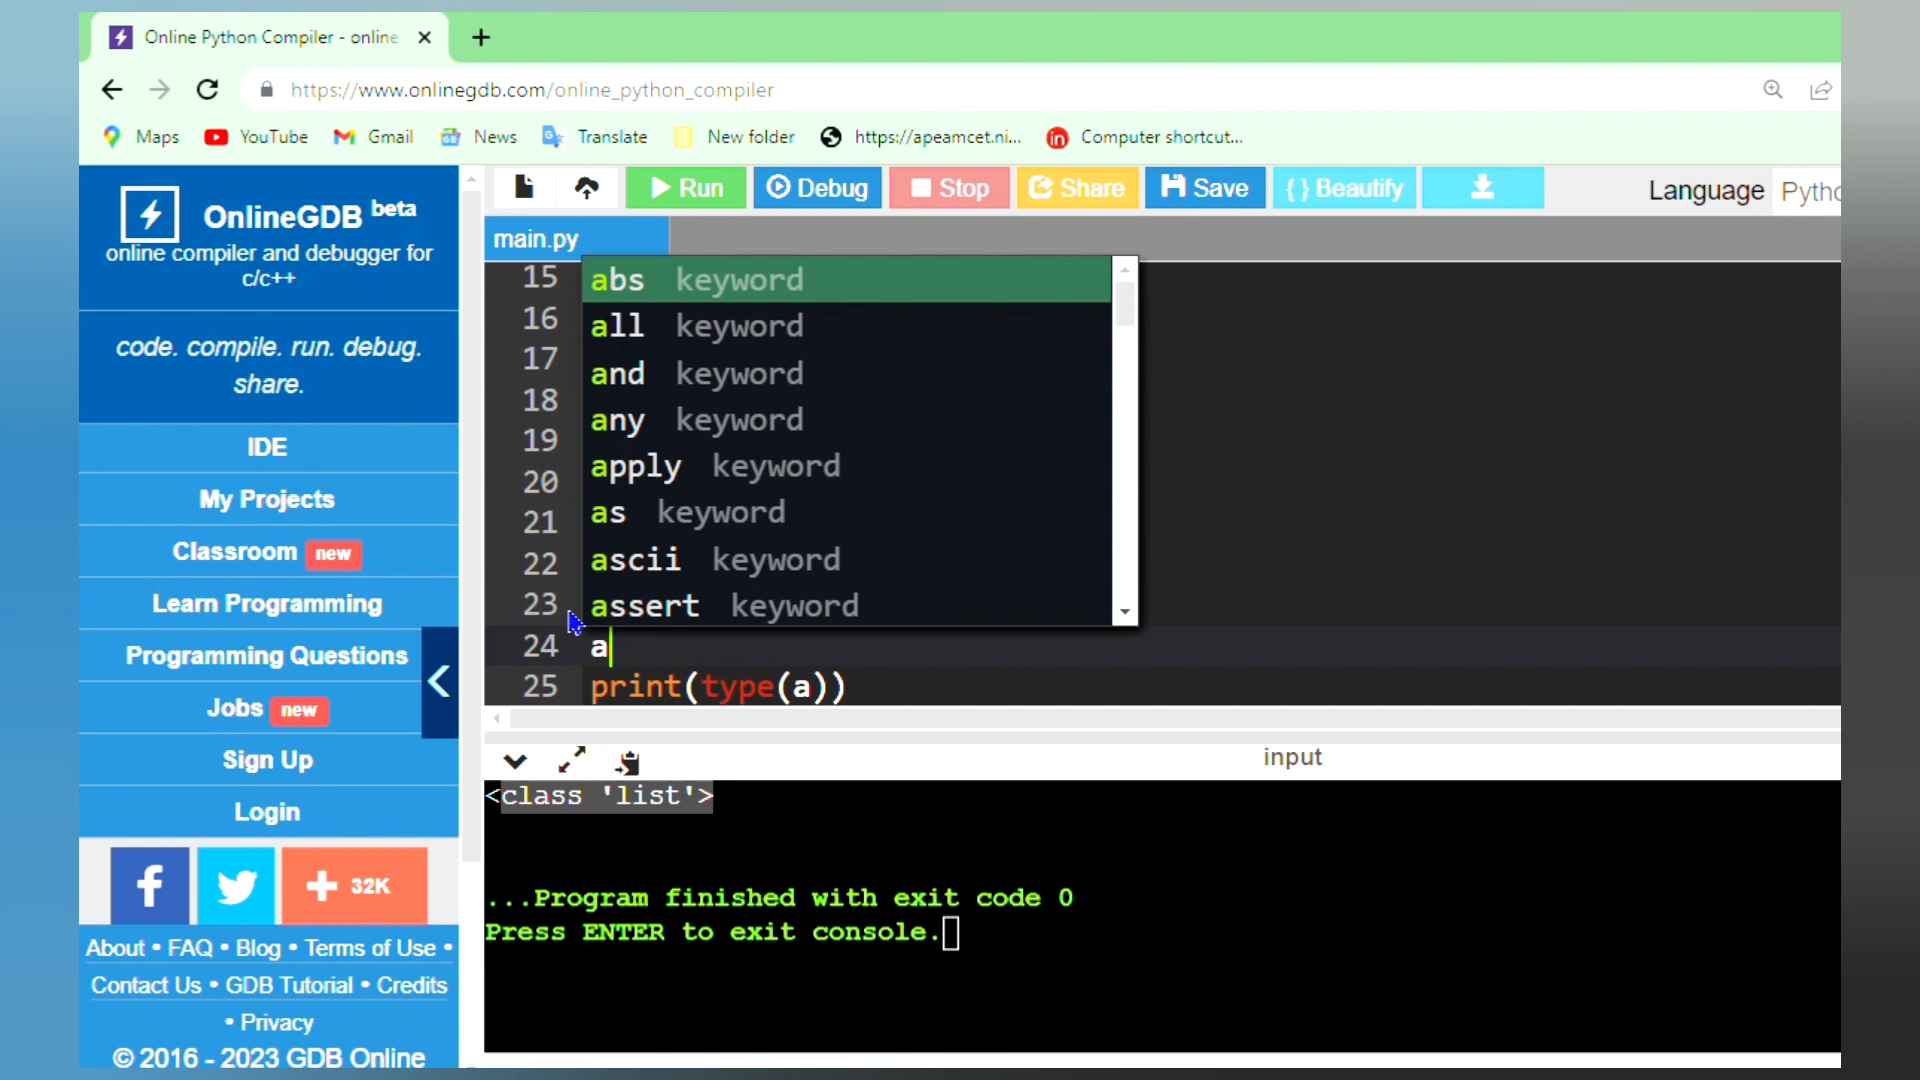 Online Python Compiler - online
https://www.onlinegdb.com/online_python_compiler
Maps YouTube Gmail News Translate New folder https://apeamcet.ni... Computer shortcut...
OnlineGDB beta
online compiler and debugger for
c/c++
code. compile. run. debug.
share.
IDE
My Projects
Classroom new
Learn Programming
Programming Questions
Jobs new
Sign Up
Login
32K
About • FAQ • Blog • Terms of Use •
Contact Us • GDB Tutorial • Credits
• Privacy
© 2016 - 2023 GDB Online
Run Debug Stop Share Save { } Beautify Language Pytho
main.py
15 abs keyword
16 all keyword
17 and keyword
18 any keyword
19 apply keyword
20 as keyword
21 ascii keyword
22 assert keyword
23
24 a
25 print(type(a))
input
<class 'list'>
...Program finished with exit code 0
Press ENTER to exit console.